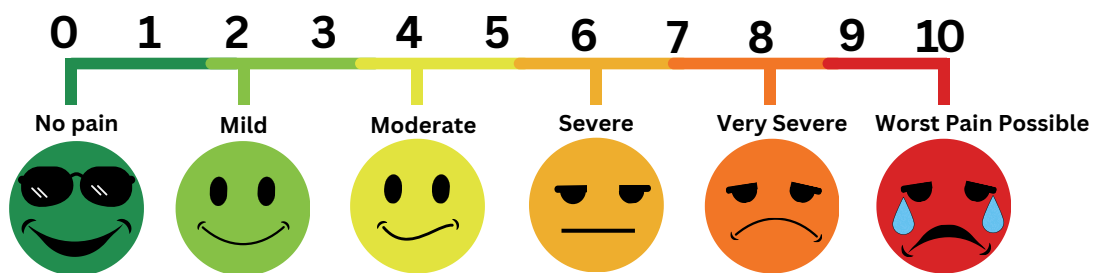 0 1 2 3 4 5 6 7 8 9 10
No pain Mild Moderate Severe Very Severe Worst Pain Possible